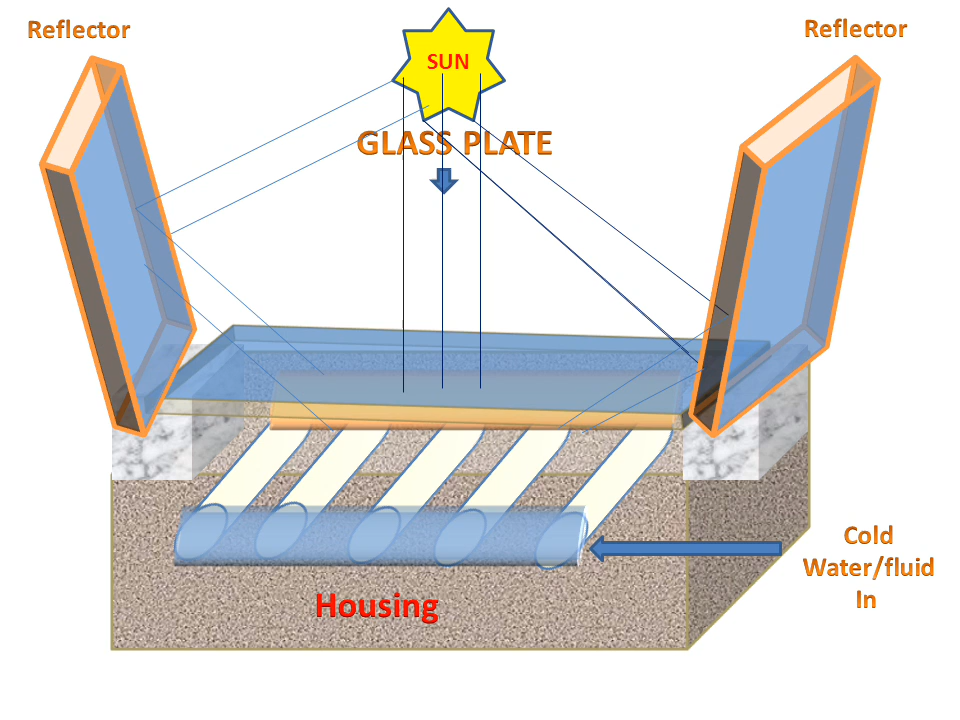 Reflector
Reflector
SUN
GLASS PLATE
Cold
Water/fluid
In
Housing